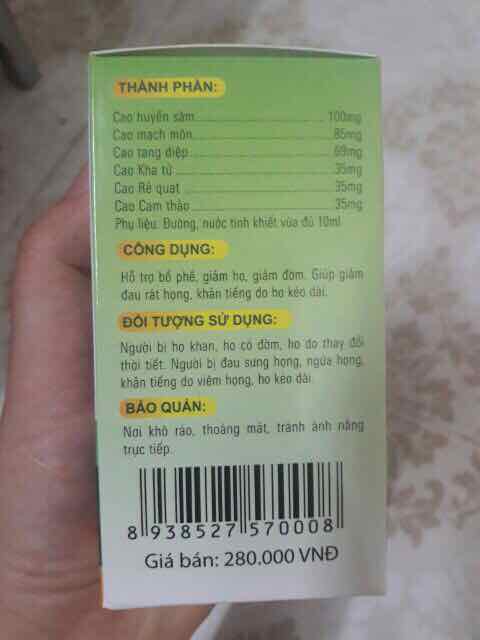 THÀNH PHẦN:
Cao huyền sâm 100mg
Cao mạch môn 85mg
Cao tang diệp 69mg
Cao Kha tử 35mg
Cao Rẻ quạt 35mg
Cao Cam thảo 35mg
Phụ liệu: Đường, nước tinh khiết vừa đủ 10ml
CÔNG DỤNG:
Hỗ trợ bổ phế, giảm ho, giảm đờm. Giúp giảm
đau rát họng, khản tiếng do ho kéo dài.
ĐỐI TƯỢNG SỬ DỤNG:
Người bị ho khan, ho có đờm, ho do thay đổi
thời tiết. Người bị đau sưng họng, ngứa họng,
khản tiếng do viêm họng, ho kéo dài.
BẢO QUẢN:
Nơi khô ráo, thoáng mát, tránh ánh nắng
trực tiếp.
8 938527 570008
Giá bán: 280.000 VNĐ